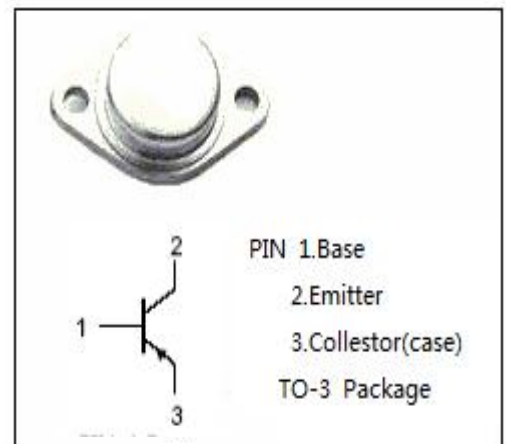 2
PIN 1.Base
2.Emitter
1
3.Collestor(case)
TO-3 Package
3